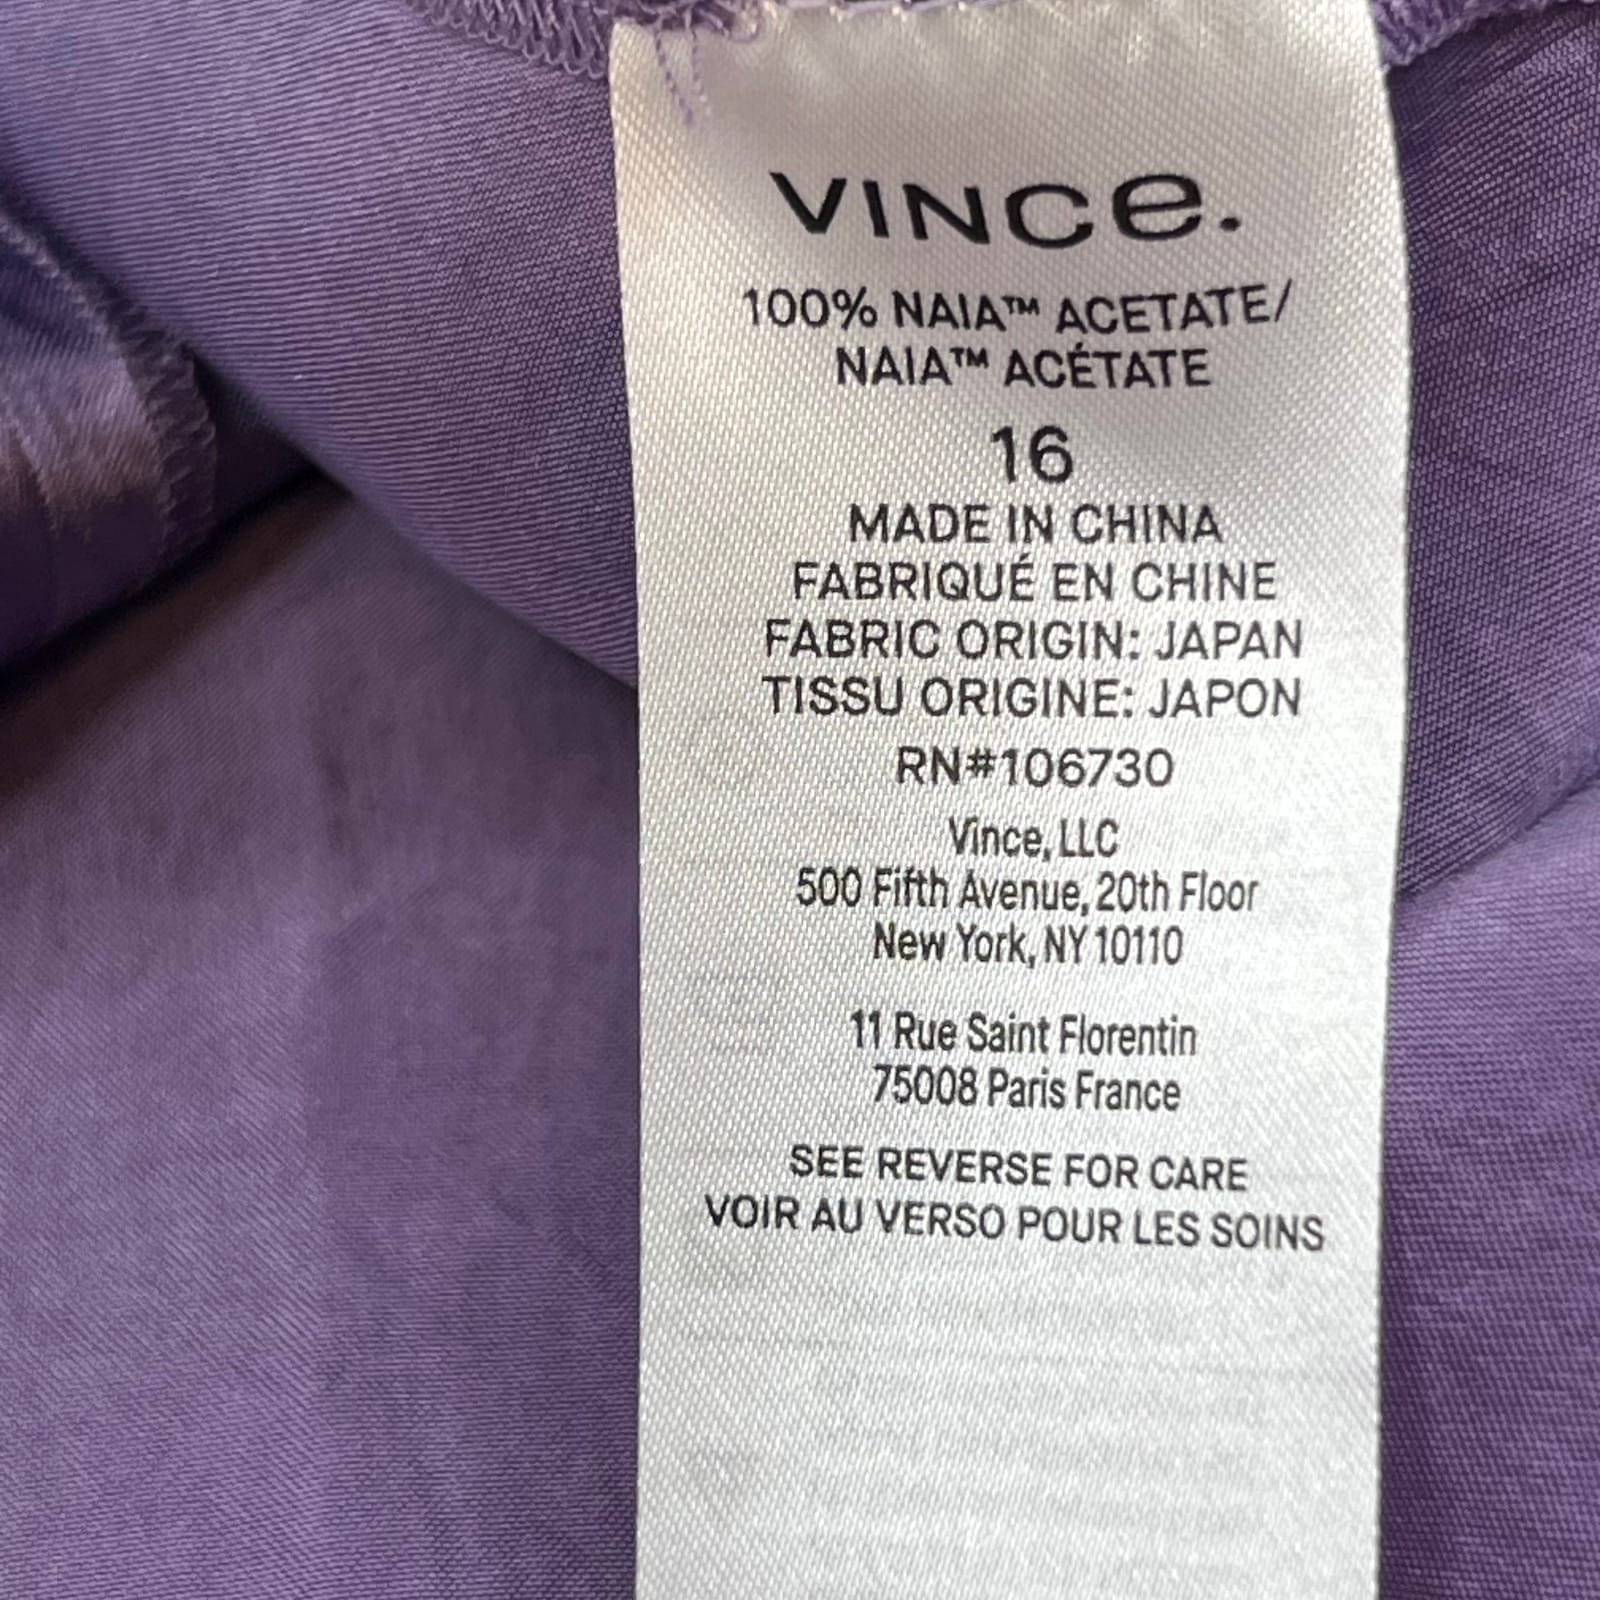 VINCe.
100% NAIA™ ACETATE/
NAIA™ ACÉTATE
16
MADE IN CHINA
FABRIQUÉ EN CHINE
FABRIC ORIGIN: JAPAN
TISSU ORIGINE: JAPON
RN#106730
Vince, LLC
500 Fifth Avenue, 20th Floor
New York, NY 10110
11 Rue Saint Florentin
75008 Paris France
SEE REVERSE FOR CARE
VOIR AU VERSO POUR LES SOINS